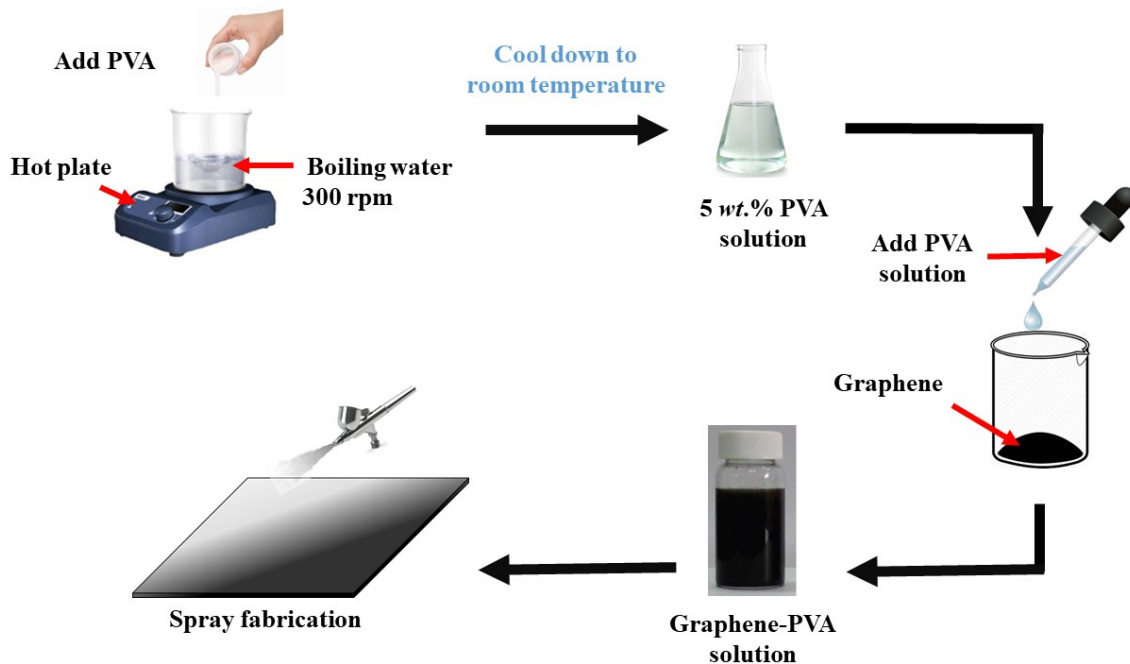 Add PVA
Hot plate
Boiling water
300 rpm
Cool down to
room temperature
5 wt.% PVA
solution
Add PVA
solution
Graphene
Graphene-PVA
solution
Spray fabrication